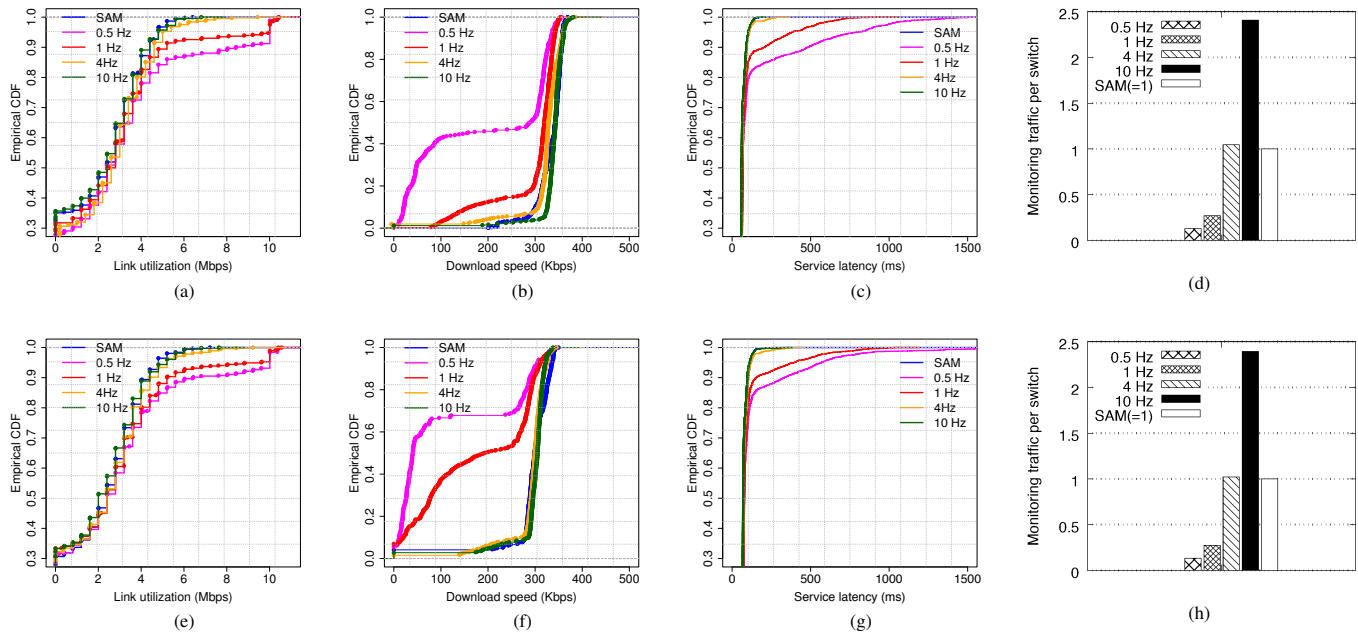 SAM
0.5 Hz
1 Hz
4Hz
10 Hz
Empirical CDF
0.3 0.4 0.5 0.6 0.7 0.8 0.9 1.0
0 2 4 6 8 10
Link utilization (Mbps)
(a)
SAM
0.5 Hz
1 Hz
4Hz
10 Hz
Empirical CDF
0.0 0.2 0.4 0.6 0.8 1.0
0 100 200 300 400 500
Download speed (Kbps)
(b)
SAM
0.5 Hz
1 Hz
4Hz
10 Hz
Empirical CDF
0.3 0.4 0.5 0.6 0.7 0.8 0.9 1.0
0 500 1000 1500
Service latency (ms)
(c)
0.5 Hz
1 Hz
4 Hz
10 Hz
SAM(=1)
Monitoring traffic per switch
2.5
2
1.5
1
0.5
0
(d)
SAM
0.5 Hz
1 Hz
4Hz
10 Hz
Empirical CDF
0.3 0.4 0.5 0.6 0.7 0.8 0.9 1.0
0 2 4 6 8 10
Link utilization (Mbps)
(e)
SAM
0.5 Hz
1 Hz
4Hz
10 Hz
Empirical CDF
0.0 0.2 0.4 0.6 0.8 1.0
0 100 200 300 400 500
Download speed (Kbps)
(f)
SAM
0.5 Hz
1 Hz
4Hz
10 Hz
Empirical CDF
0.3 0.4 0.5 0.6 0.7 0.8 0.9 1.0
0 500 1000 1500
Service latency (ms)
(g)
0.5 Hz
1 Hz
4 Hz
10 Hz
SAM(=1)
Monitoring traffic per switch
2.5
2
1.5
1
0.5
0
(h)